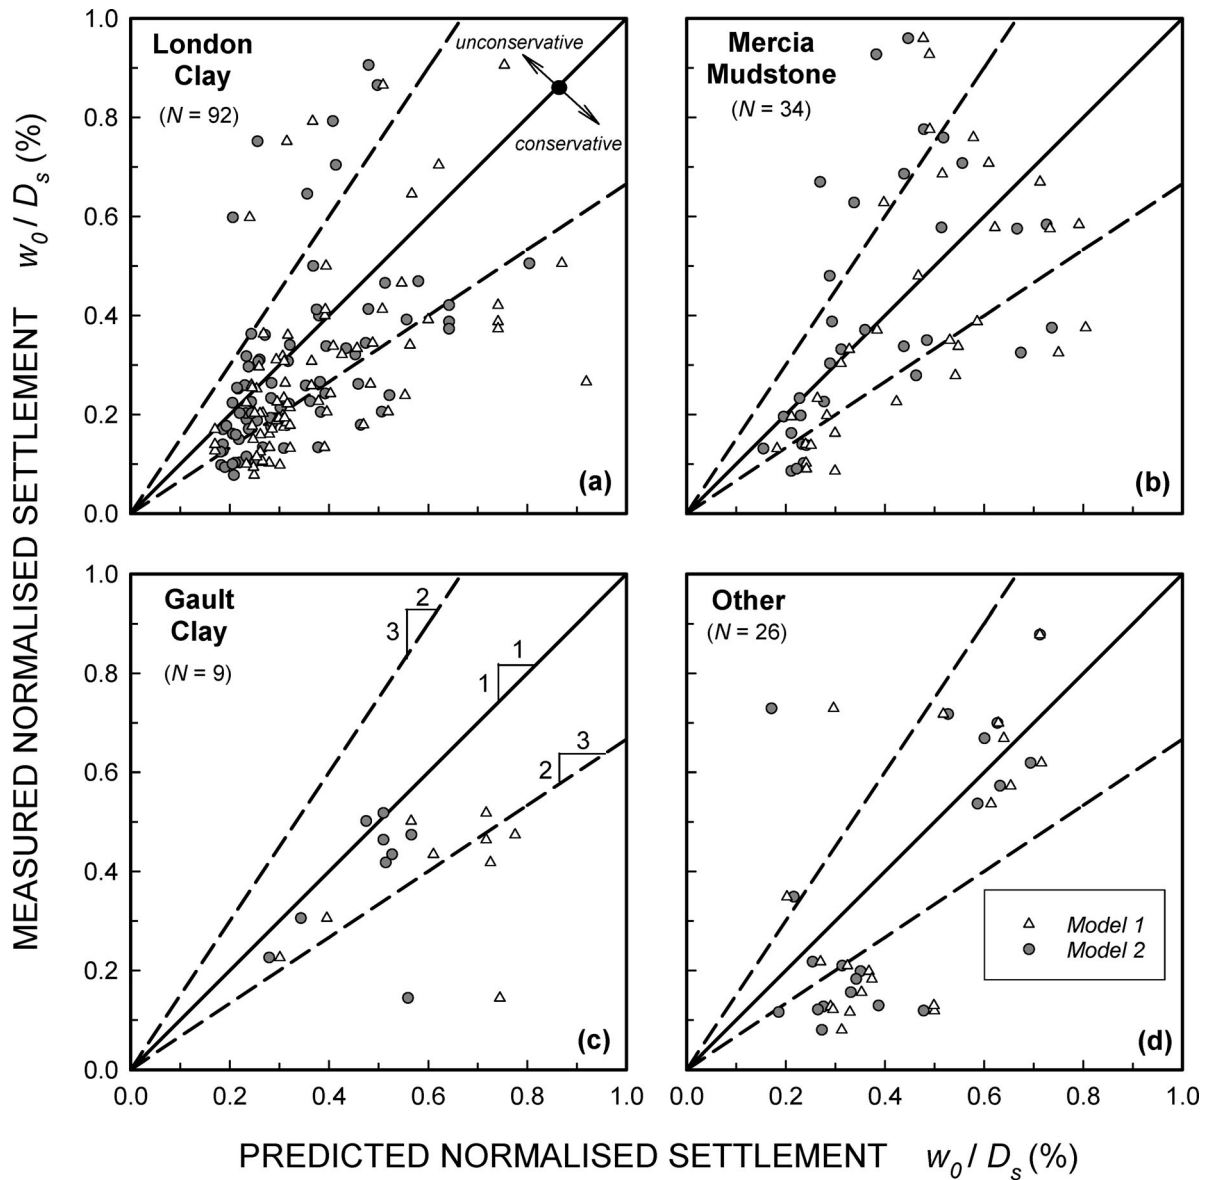 MEASURED NORMALISED SETTLEMENT w0 / Ds (%)
1.0
0.8
0.6
0.4
0.2
0.0
London
Clay
(N = 92)
unconservative
conservative
(a)
Mercia
Mudstone
(N = 34)
(b)
1.0
0.8
0.6
0.4
0.2
0.0
Gault
Clay
(N = 9)
2
3
1
1
3
2
(c)
Other
(N = 26)
Model 1
Model 2
(d)
0.0 0.2 0.4 0.6 0.8 1.0
0.0 0.2 0.4 0.6 0.8 1.0
PREDICTED NORMALISED SETTLEMENT w0 / Ds (%)